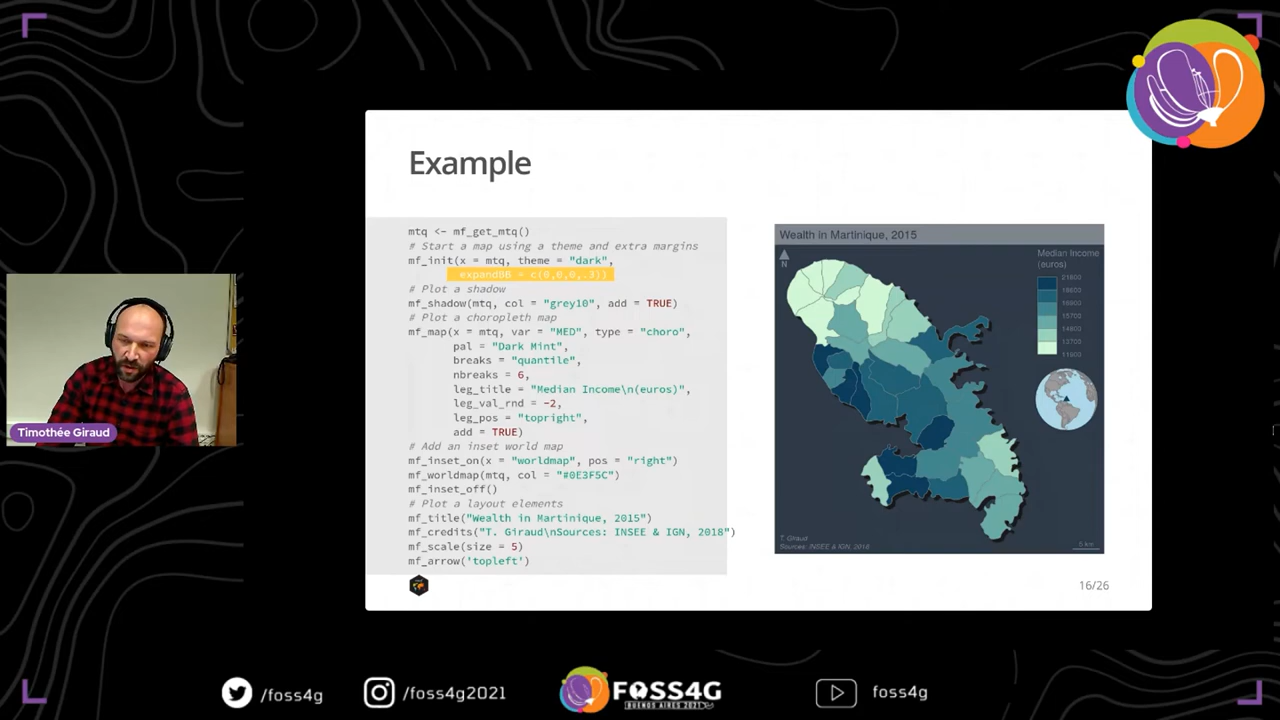 Example
mtq <- mf_get_mtq()
# Start a map using a theme and extra margins
mf_init(x = mtq, theme = "dark",
expandBB = c(0,0,0,.3))
# Plot a shadow
mf_shadow(mtq, col = "grey10", add = TRUE)
# Plot a choropleth map
mf_map(x = mtq, var = "MED", type = "choro",
pal = "Dark Mint",
breaks = "quantile",
nbreaks = 6,
leg_title = "Median Income\n(euros)",
leg_val_rnd = -2,
leg_pos = "topright",
add = TRUE)
# Add an inset world map
mf_inset_on(x = "worldmap", pos = "right")
mf_worldmap(mtq, col = "#0E3F5C")
mf_inset_off()
# Plot a layout elements
mf_title("Wealth in Martinique, 2015")
mf_credits("T. Giraud\nSources: INSEE & IGN, 2018")
mf_scale(size = 5)
mf_arrow('topleft')
Wealth in Martinique, 2015
N
Median Income
(euros)
21800
18600
16900
15700
14800
13700
11900
T. Giraud
Sources: INSEE & IGN, 2018
5 km
16/26
Timothée Giraud
/foss4g
/foss4g2021
FOSS4G
BUENOS AIRES 2021
foss4g